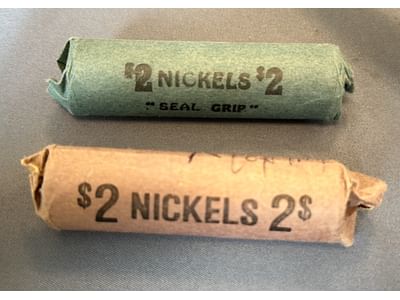 $2 NICKELS $2
"SEAL GRIP"
$2 NICKELS 2$